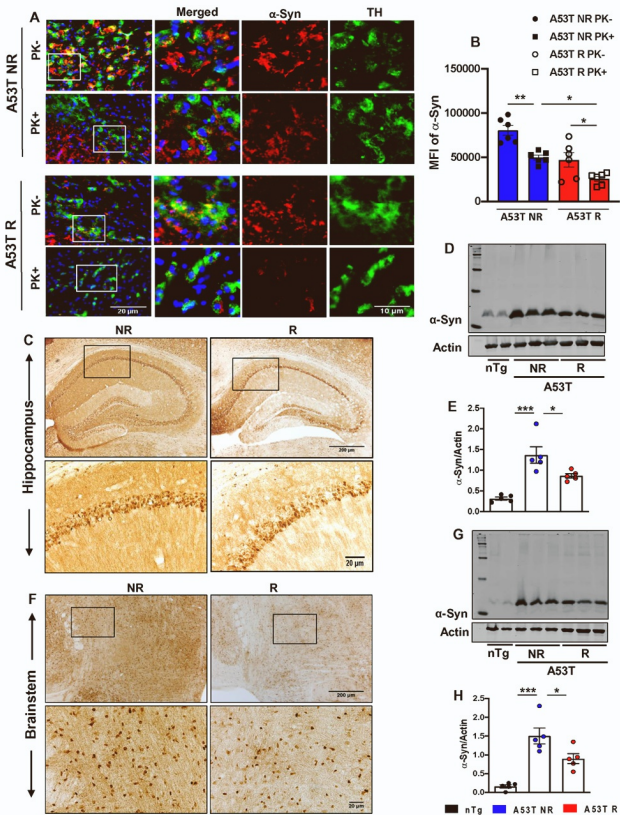 A
Merged
α-Syn
TH
A53T NR
PK-
PK+
A53T R
PK-
PK+
20 μm
10 μm
A53T NR PK-
A53T NR PK+
A53T R PK-
A53T R PK+
B
MFI of α-Syn
150000
100000
50000
0
**
*
*
A53T NR
A53T R
C
NR
R
Hippocampus
200 μm
20 μm
D
α-Syn
Actin
nTg
NR
R
A53T
E
α-Syn/Actin
2.5
2.0
1.5
1.0
0.5
0.0
***
*
F
NR
R
Brainstem
200 μm
20 μm
G
α-Syn
Actin
nTg
NR
R
A53T
H
α-Syn/Actin
2.5
2.0
1.5
1.0
0.5
0.0
***
*
nTg
A53T NR
A53T R